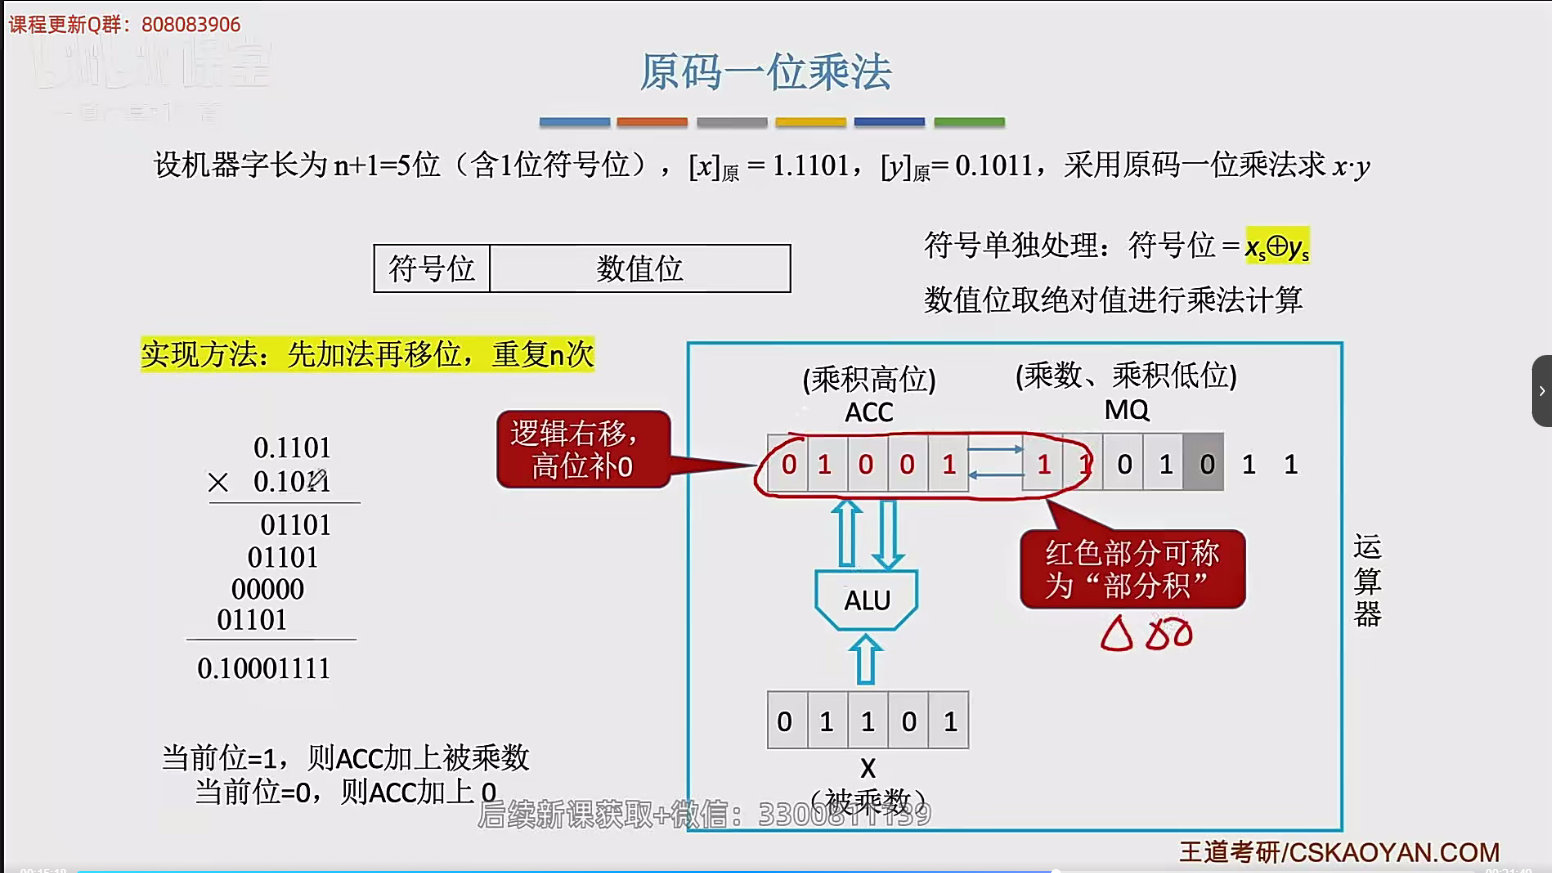 课程更新Q群：808083906
原码一位乘法
设机器字长为 n+1=5位（含1位符号位），[x]原 = 1.1101，[y]原= 0.1011，采用原码一位乘法求 x·y
符号位 数值位
符号单独处理：符号位 = xs⊕ys
数值位取绝对值进行乘法计算
实现方法：先加法再移位，重复n次
(乘积高位) (乘数、乘积低位)
ACC MQ
逻辑右移，
高位补0
0 1 0 0 1 1 1 0 1 0 1 1
0.1101
× 0.1011
01101
01101
00000
01101
0.10001111
红色部分可称
为“部分积”
ALU
运算器
0 1 1 0 1
X
（被乘数）
当前位=1，则ACC加上被乘数
当前位=0，则ACC加上 0
后续新课获取+微信：3300811139
王道考研/CSKAOYAN.COM